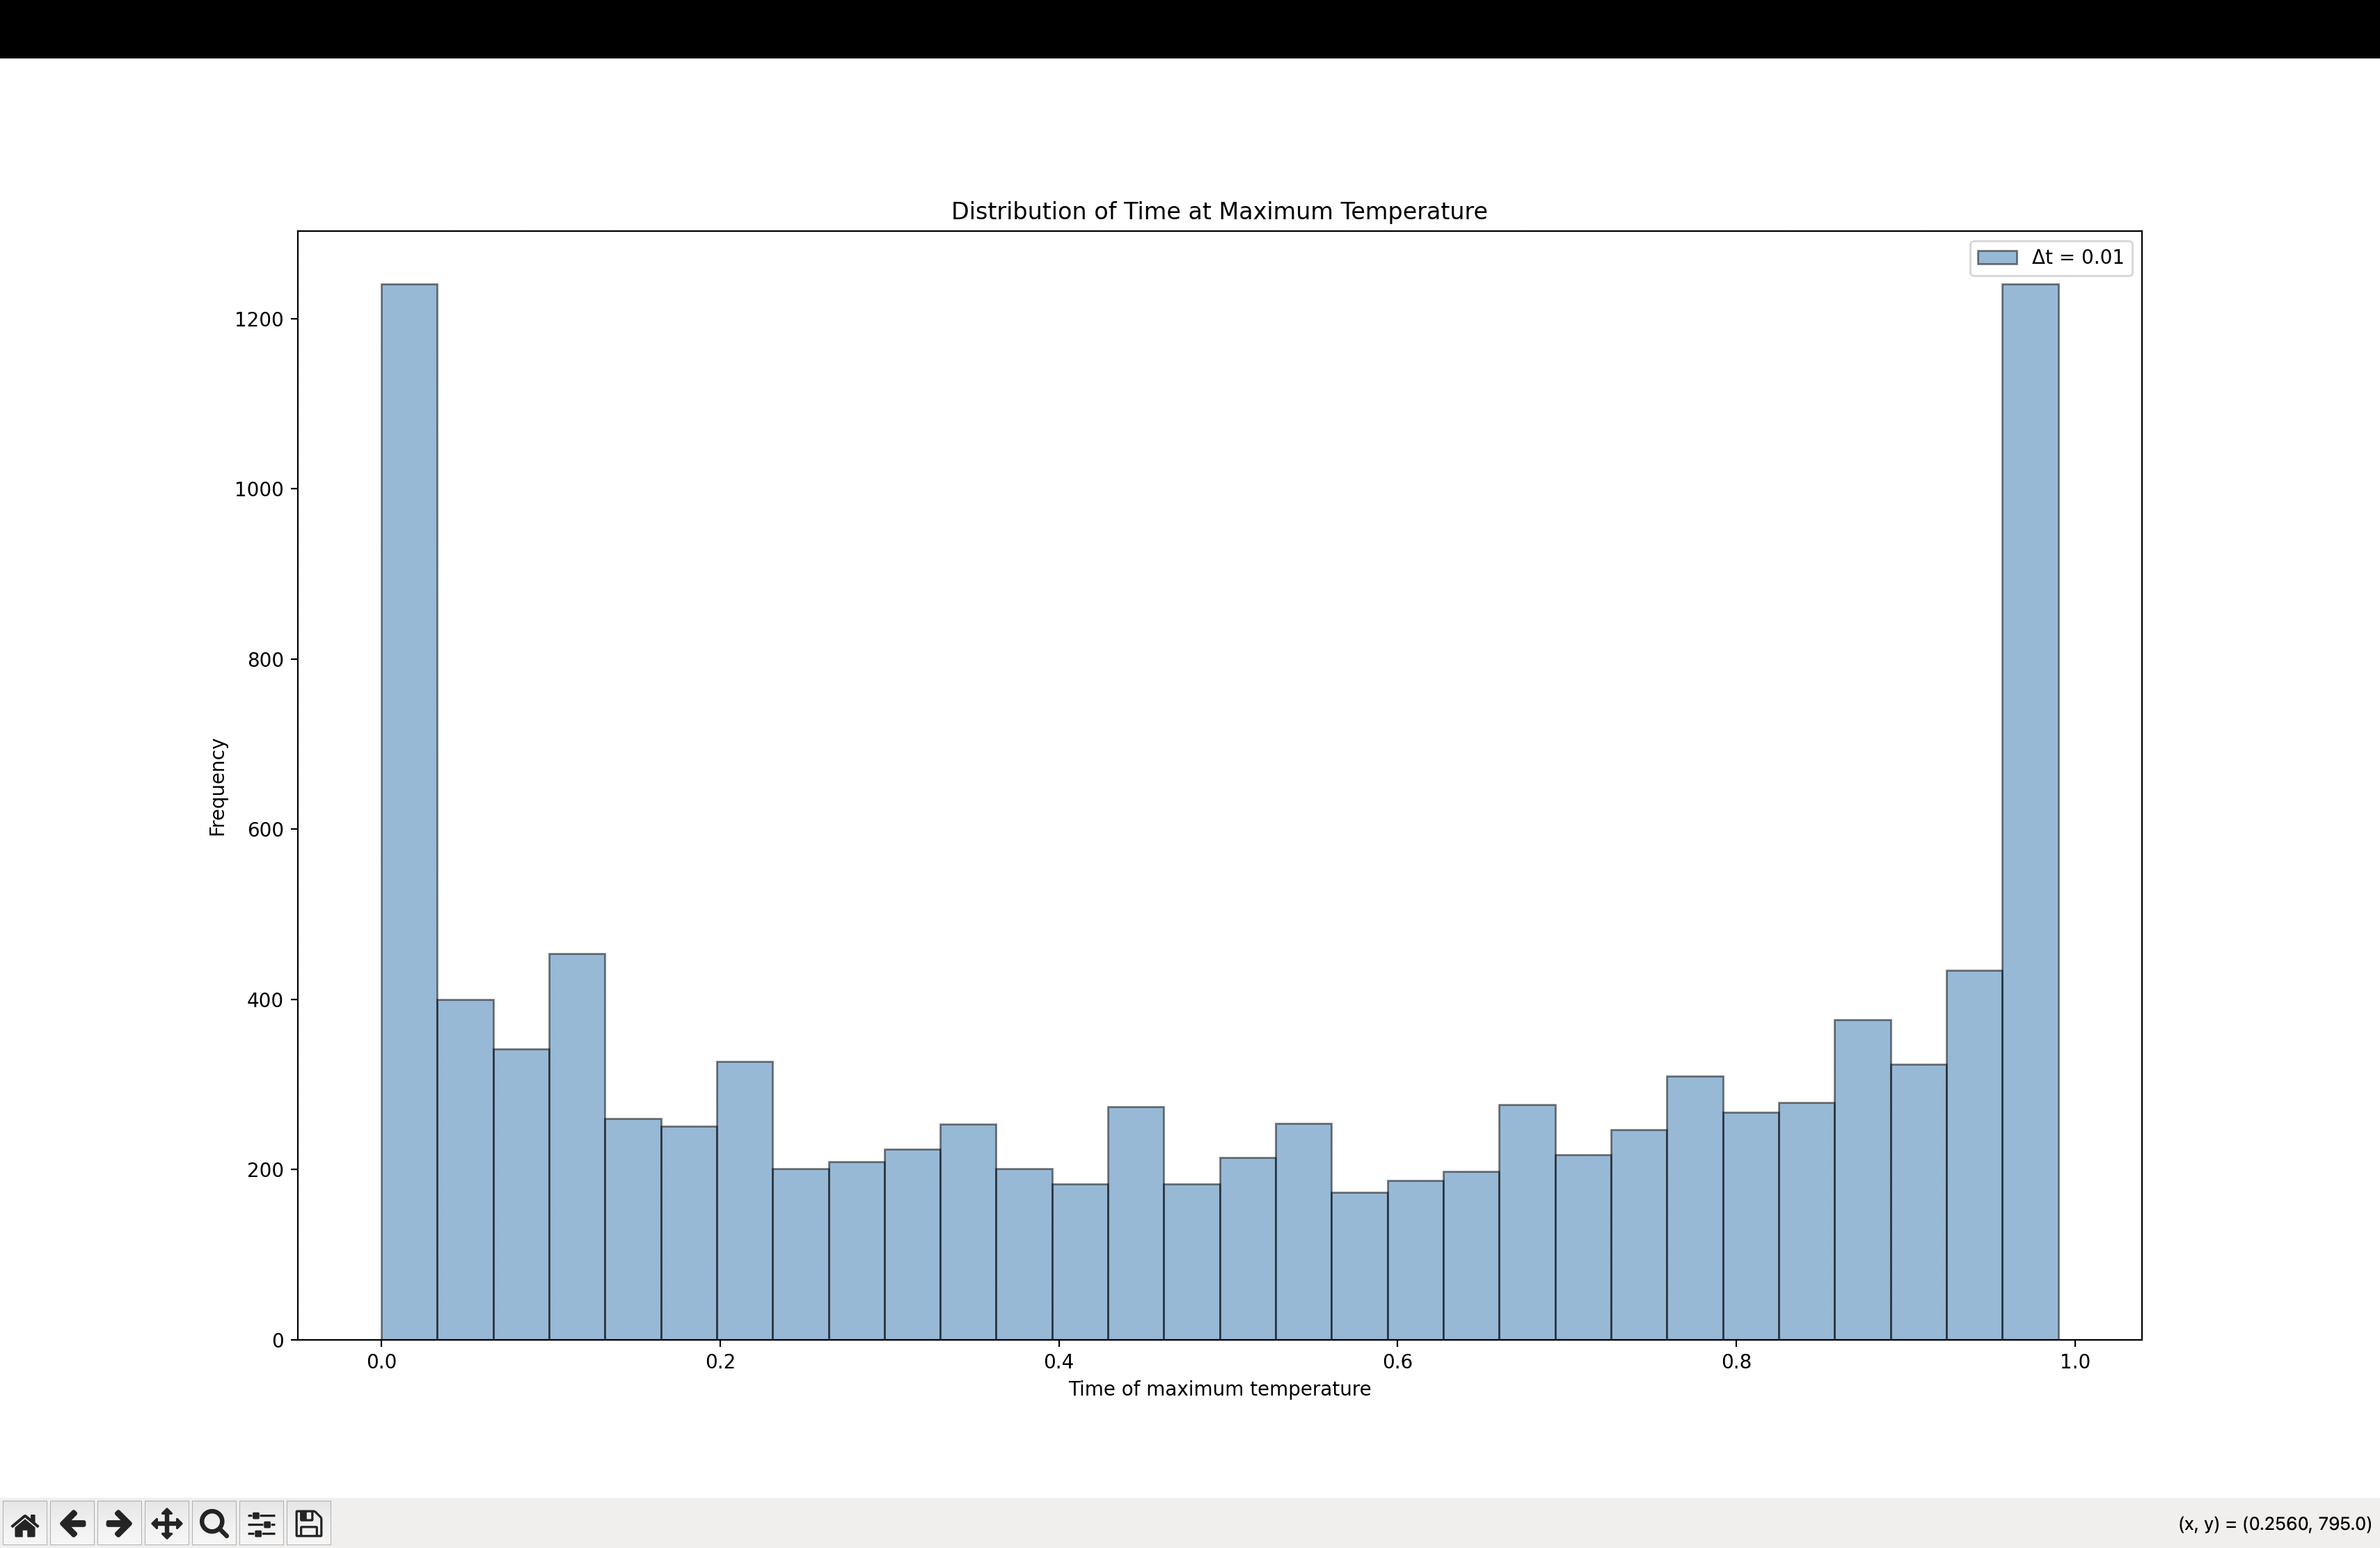 Distribution of Time at Maximum Temperature
Δt = 0.01
1200
1000
800
600
400
200
0
Frequency
0.0 0.2 0.4 0.6 0.8 1.0
Time of maximum temperature
(x, y) = (0.2560, 795.0)